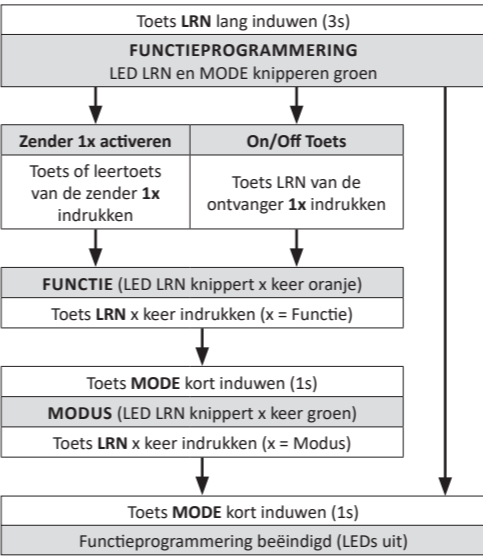 Toets LRN lang induwen (3s)
FUNCTIEPROGRAMMERING
LED LRN en MODE knipperen groen
Zender 1x activeren
Toets of leertoets
van de zender 1x
indrukken
On/Off Toets
Toets LRN van de
ontvanger 1x indrukken
FUNCTIE (LED LRN knippert x keer oranje)
Toets LRN x keer indrukken (x = Functie)
Toets MODE kort induwen (1s)
MODUS (LED LRN knippert x keer groen)
Toets LRN x keer indrukken (x = Modus)
Toets MODE kort induwen (1s)
Functieprogrammering beëindigd (LEDs uit)